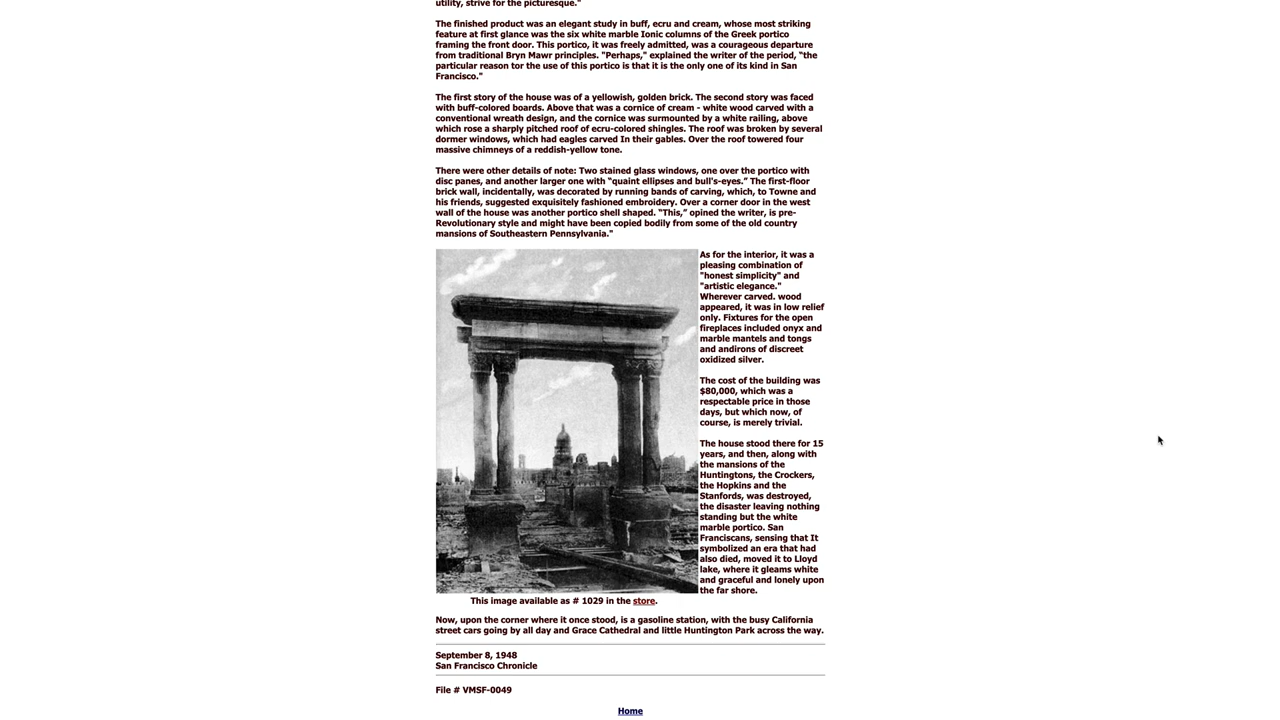 utility, strive for the picturesque."
The finished product was an elegant study in buff, ecru and cream, whose most striking
feature at first glance was the six white marble Ionic columns of the Greek portico
framing the front door. This portico, it was freely admitted, was a courageous departure
from traditional Bryn Mawr principles. "Perhaps," explained the writer of the period, "the
particular reason tor the use of this portico is that it is the only one of its kind in San
Francisco."
The first story of the house was of a yellowish, golden brick. The second story was faced
with buff-colored boards. Above that was a cornice of cream - white wood carved with a
conventional wreath design, and the cornice was surmounted by a white railing, above
which rose a sharply pitched roof of ecru-colored shingles. The roof was broken by several
dormer windows, which had eagles carved In their gables. Over the roof towered four
massive chimneys of a reddish-yellow tone.
There were other details of note: Two stained glass windows, one over the portico with
disc panes, and another larger one with "quaint ellipses and bull's-eyes." The first-floor
brick wall, incidentally, was decorated by running bands of carving, which, to Towne and
his friends, suggested exquisitely fashioned embroidery. Over a corner door in the west
wall of the house was another portico shell shaped. "This," opined the writer, is pre-
Revolutionary style and might have been copied bodily from some of the old country
mansions of Southeastern Pennsylvania."
As for the interior, it was a
pleasing combination of
"honest simplicity" and
"artistic elegance."
Wherever carved. wood
appeared, it was in low relief
only. Fixtures for the open
fireplaces included onyx and
marble mantels and tongs
and andirons of discreet
oxidized silver.
The cost of the building was
$80,000, which was a
respectable price in those
days, but which now, of
course, is merely trivial.
The house stood there for 15
years, and then, along with
the mansions of the
Huntingtons, the Crockers,
the Hopkins and the
Stanfords, was destroyed,
the disaster leaving nothing
standing but the white
marble portico. San
Franciscans, sensing that It
symbolized an era that had
also died, moved it to Lloyd
lake, where it gleams white
and graceful and lonely upon
the far shore.
This image available as # 1029 in the store.
Now, upon the corner where it once stood, is a gasoline station, with the busy California
street cars going by all day and Grace Cathedral and little Huntington Park across the way.
September 8, 1948
San Francisco Chronicle
File # VMSF-0049
Home